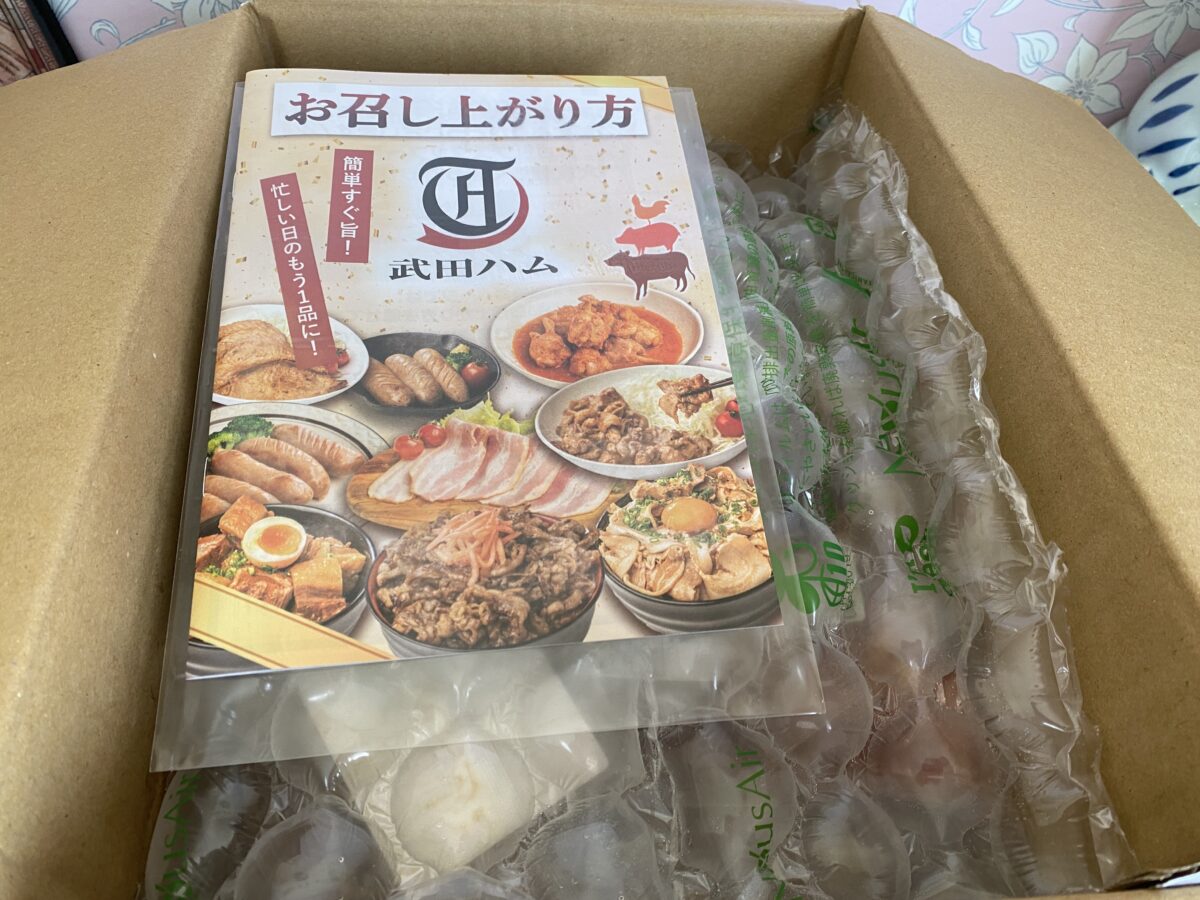 お召し上がり方
簡単すぐ旨！
忙しい日のもう1品に！
武田ハム
NexusAir